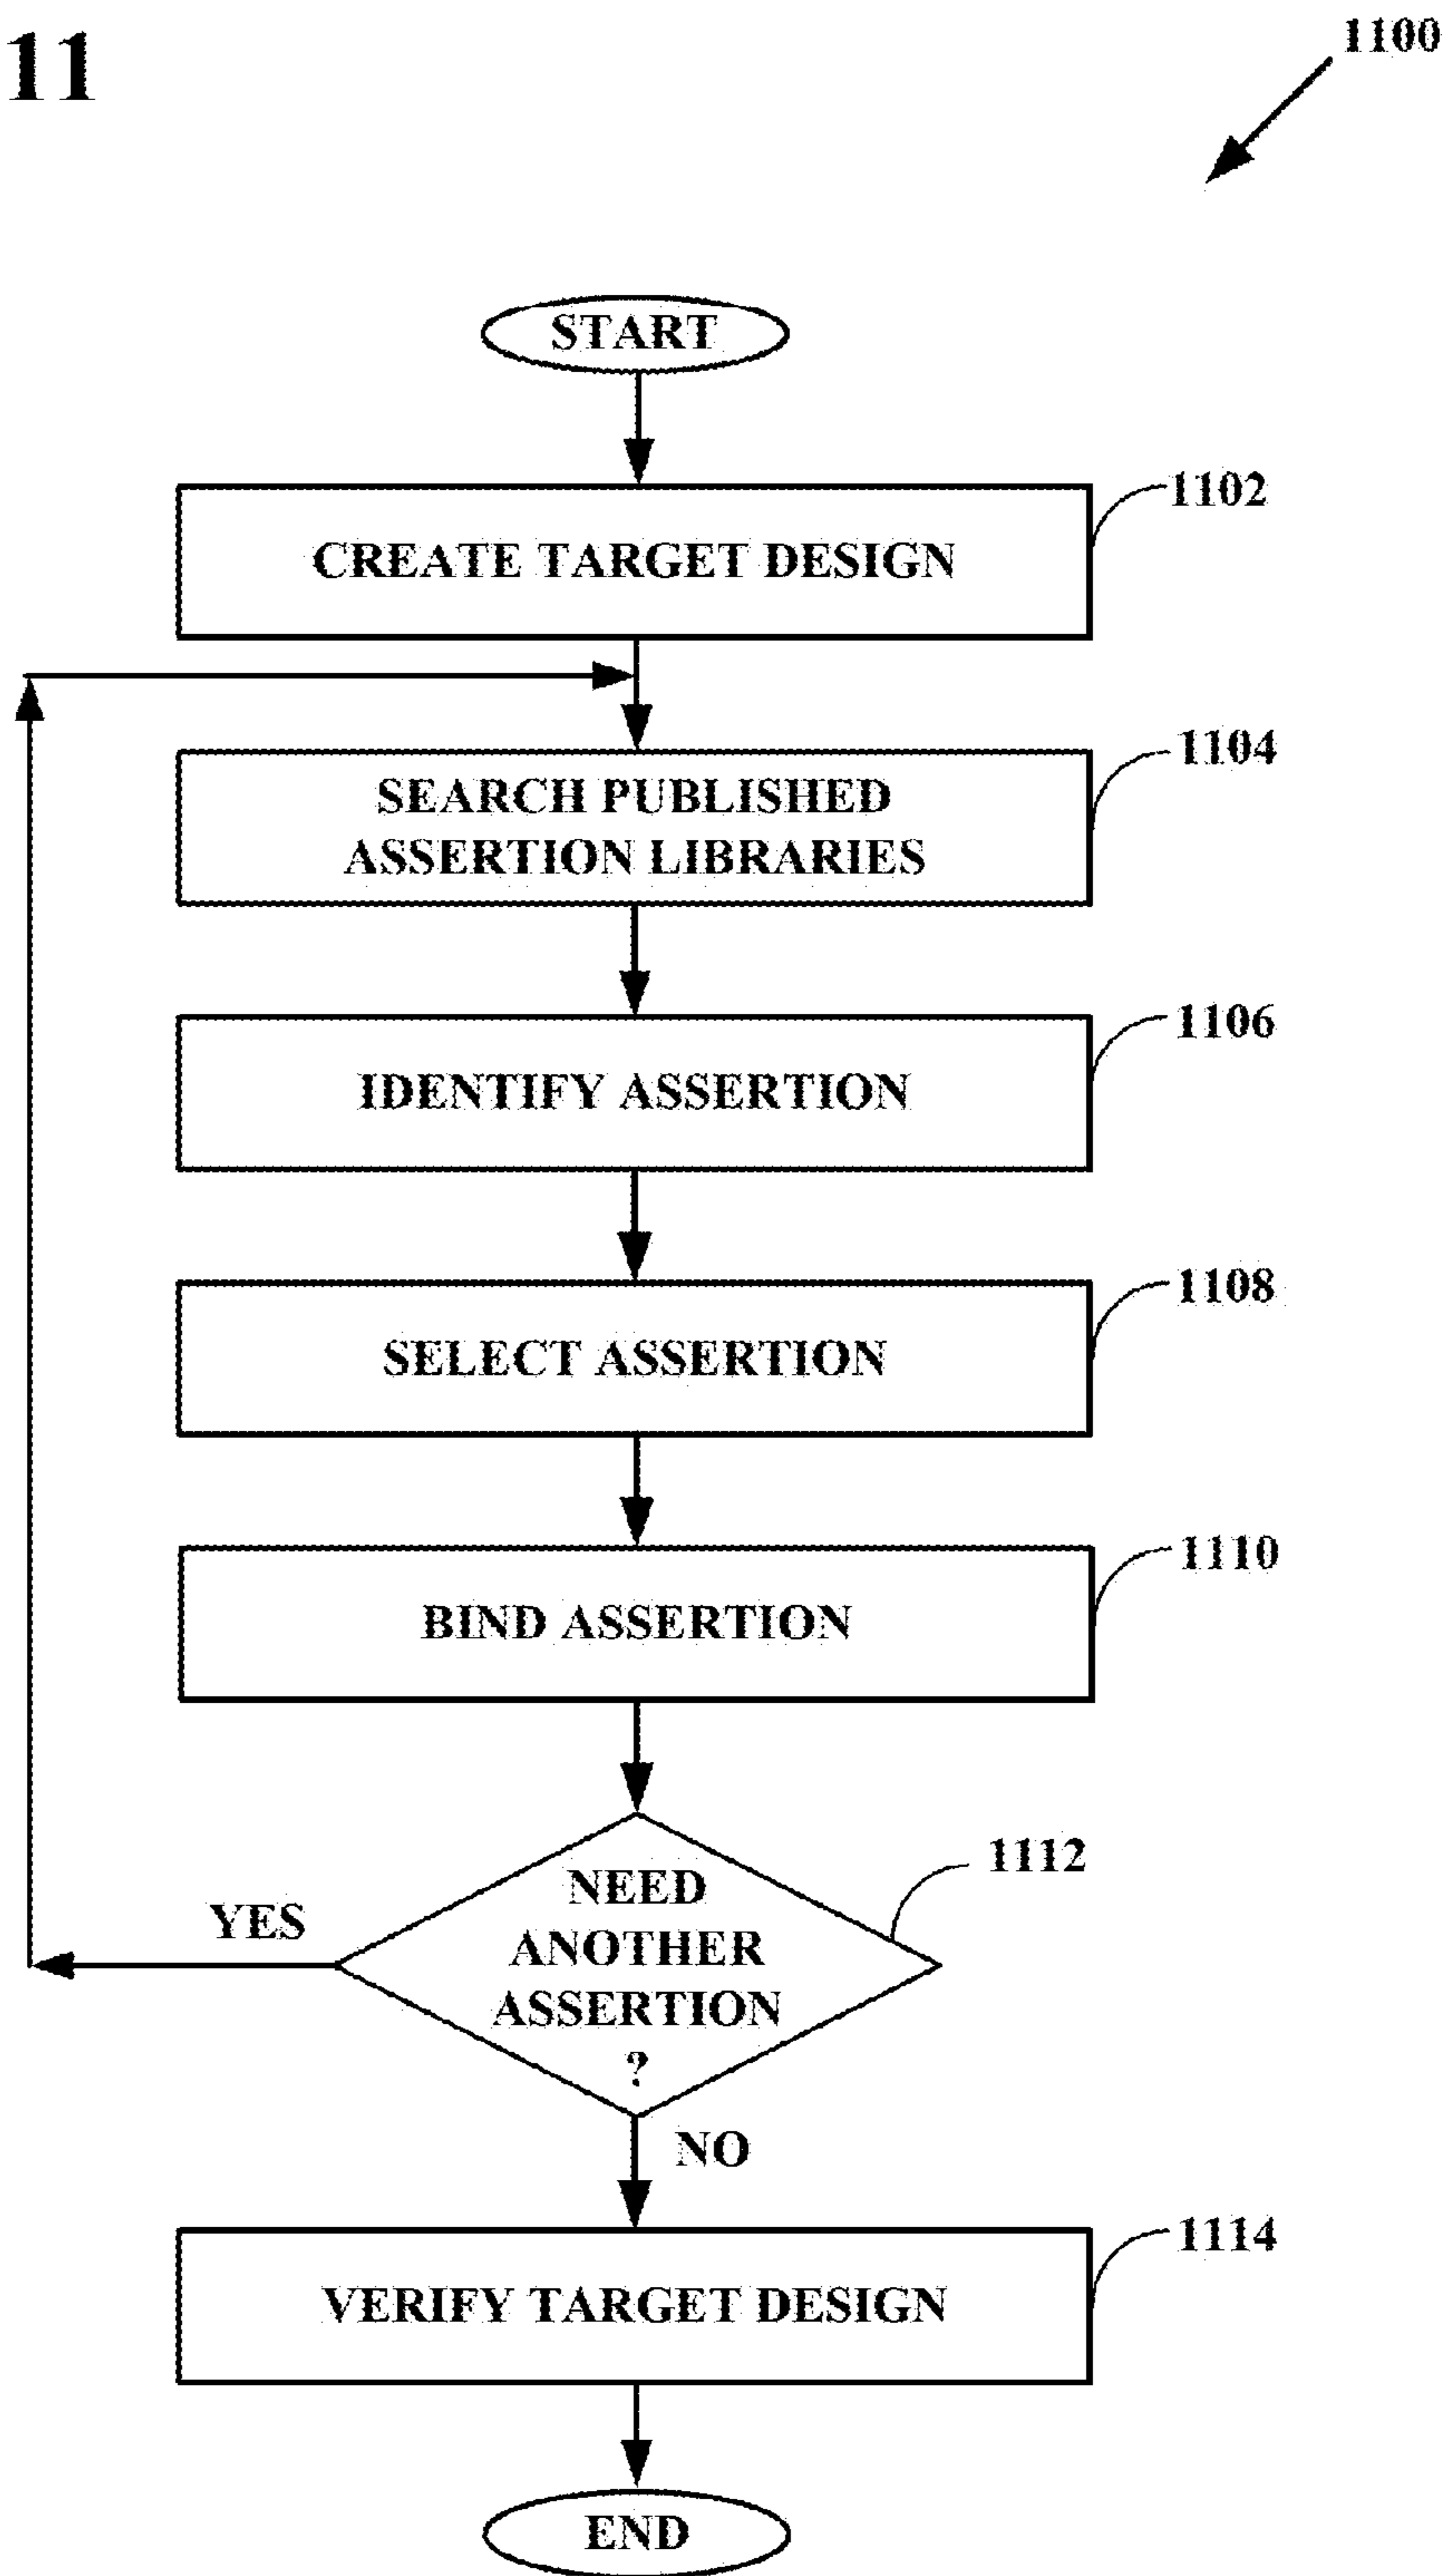 11
1100
START
1102
CREATE TARGET DESIGN
1104
SEARCH PUBLISHED
ASSERTION LIBRARIES
1106
IDENTIFY ASSERTION
1108
SELECT ASSERTION
1110
BIND ASSERTION
1112
NEED
ANOTHER
ASSERTION
?
YES
NO
1114
VERIFY TARGET DESIGN
END